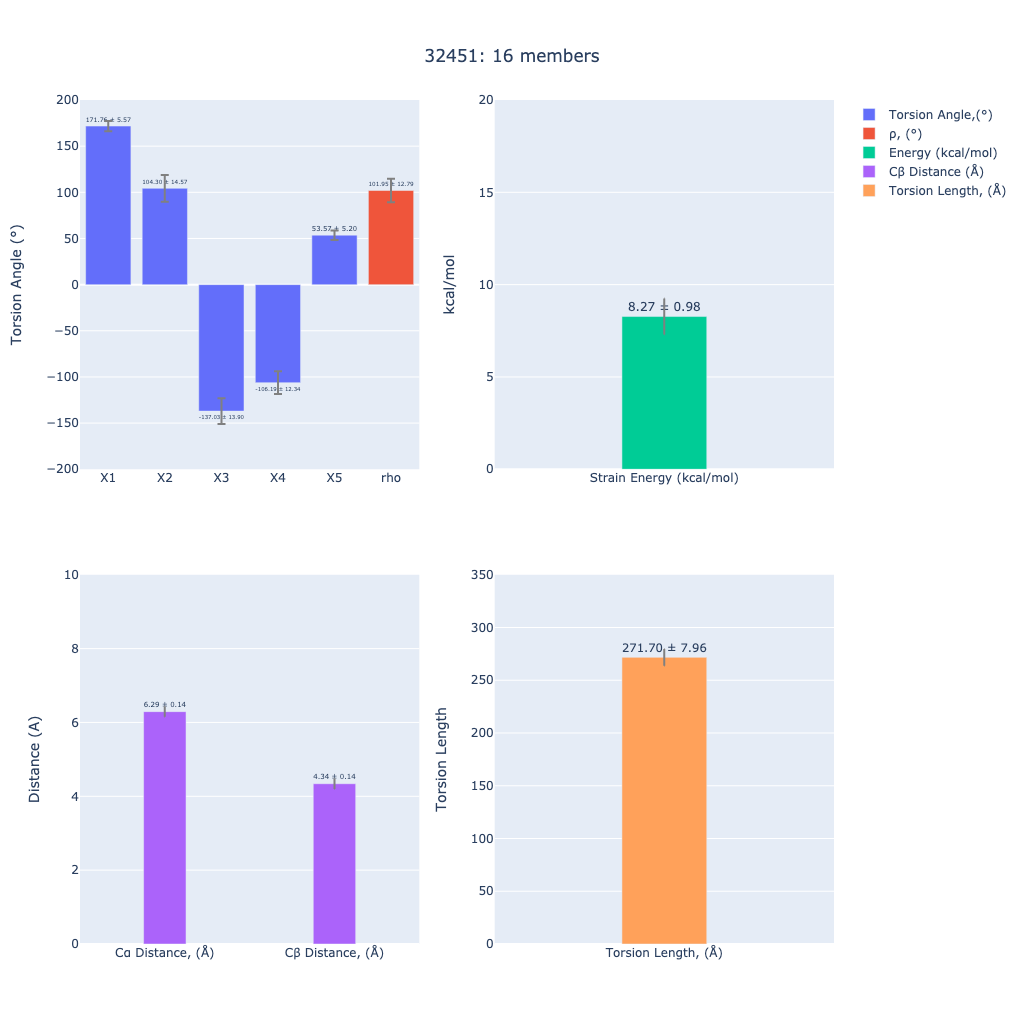 32451: 16 members
200
150
100
50
0
−50
−100
−150
−200
Torsion Angle (°)
171.76 ± 5.57
104.30 ± 14.57
-137.03 ± 13.90
-106.19 ± 12.34
53.57 ± 5.20
101.95 ± 12.79
X1
X2
X3
X4
X5
rho
20
15
10
5
0
kcal/mol
8.27 ± 0.98
Strain Energy (kcal/mol)
Torsion Angle,(°)
ρ, (°)
Energy (kcal/mol)
Cβ Distance (Å)
Torsion Length, (Å)
10
8
6
4
2
0
Distance (A)
6.29 ± 0.14
4.34 ± 0.14
Cα Distance, (Å)
Cβ Distance, (Å)
350
300
250
200
150
100
50
0
Torsion Length
271.70 ± 7.96
Torsion Length, (Å)